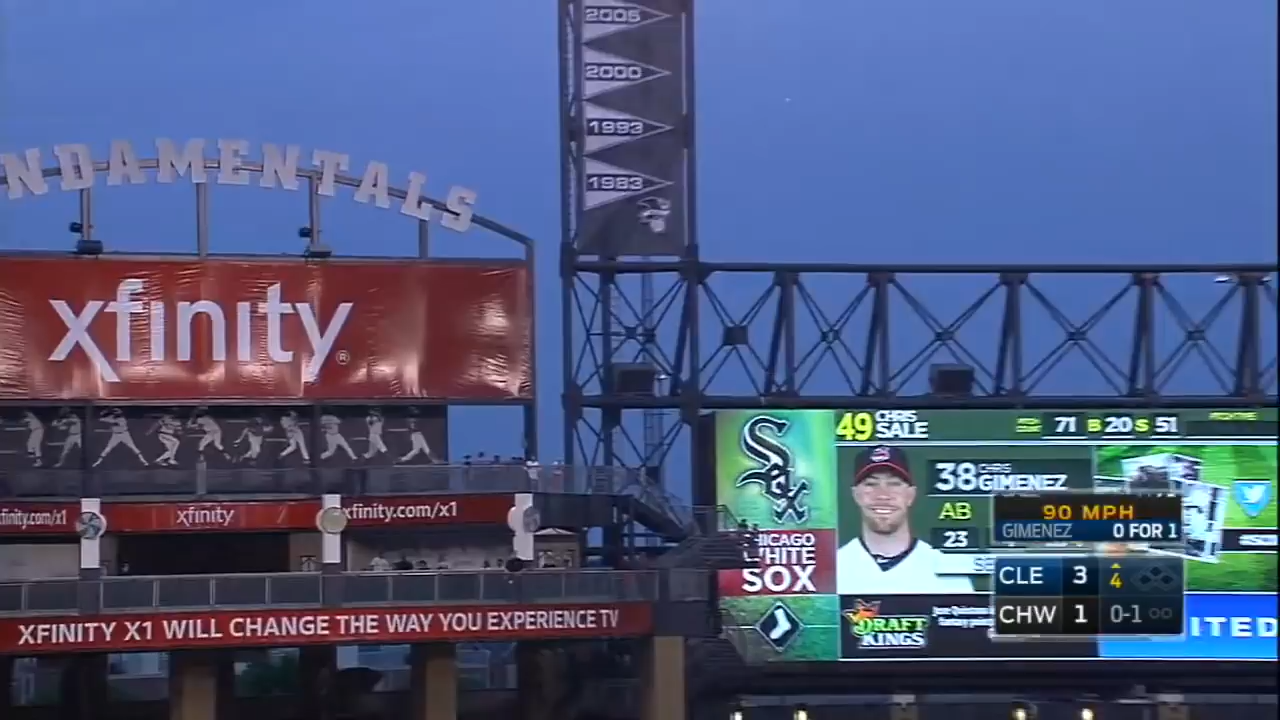 2005
2000
1993
1983
NDAMENTALS
xfinity®
49 CHRIS SALE
71 B 20 S 51
Sox
38 CHRIS GIMENEZ
AB
23
CHICAGO
WHITE
SOX
DRAFT
KINGS
90 MPH
GIMENEZ 0 FOR 1
CLE 3 4
CHW 1 0-1
ITED
xfinity.com/x1
xfinity
xfinity.com/x1
XFINITY X1 WILL CHANGE THE WAY YOU EXPERIENCE TV